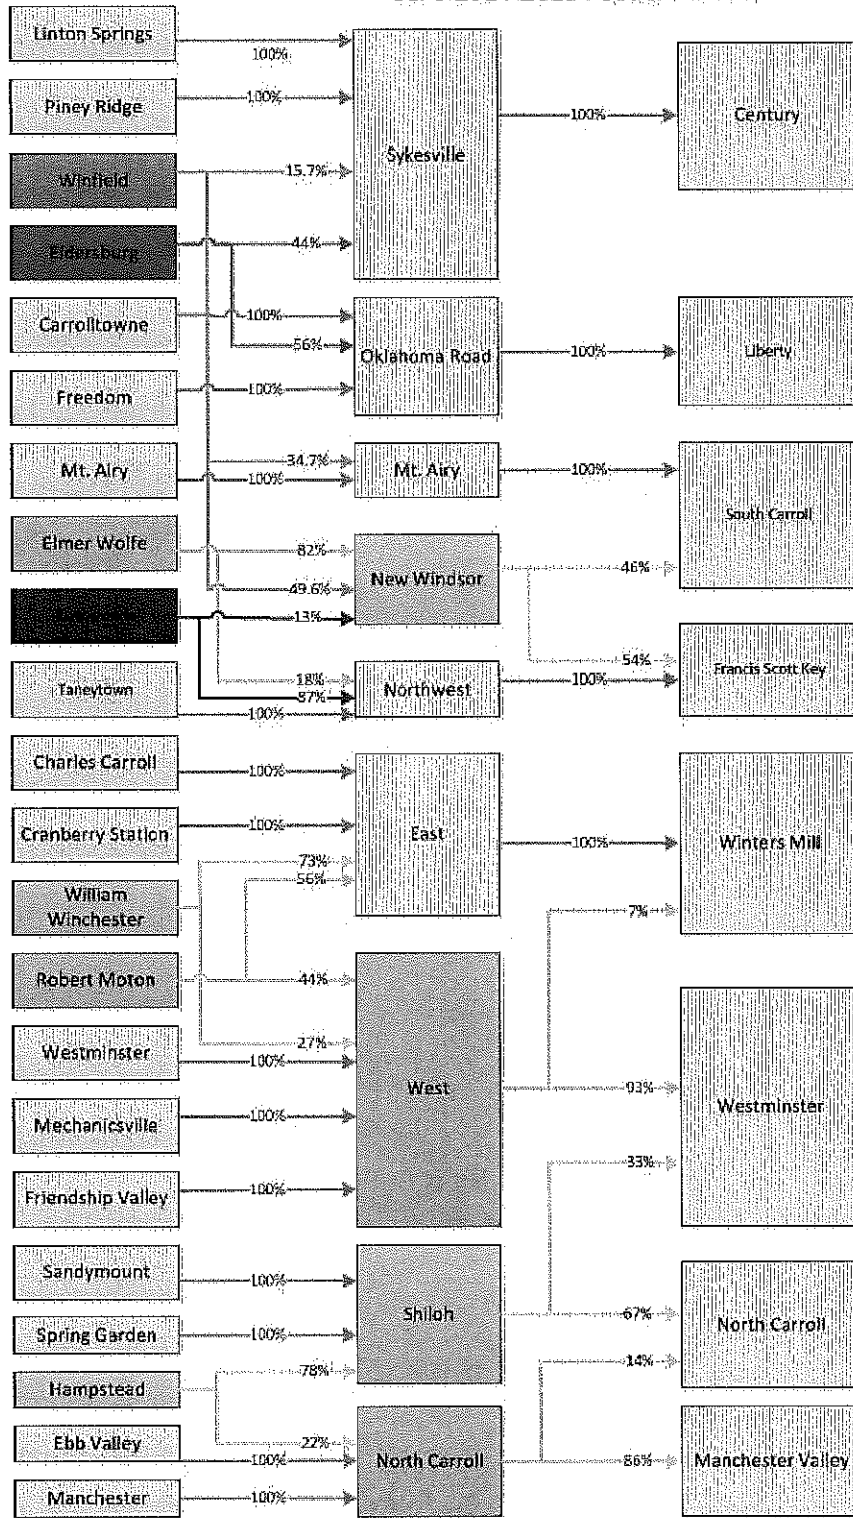 Linton Springs
100%
Piney Ridge
100%
Sykesville
100%
Century
Winfield
15.7%
Eldersburg
44%
Carrolltowne
100%
56%
Oklahoma Road
100%
Liberty
Freedom
100%
Mt. Airy
34.7%
100%
Mt. Airy
100%
South Carroll
Elmer Wolfe
82%
49.6%
13%
New Windsor
46%
54%
Francis Scott Key
Taneytown
18%
87%
100%
Northwest
100%
Charles Carroll
100%
Cranberry Station
100%
East
100%
Winters Mill
73%
56%
7%
William
Winchester
Robert Moton
44%
27%
Westminster
100%
West
93%
Westminster
Mechanicsville
100%
33%
Friendship Valley
100%
Sandymount
100%
Shiloh
67%
North Carroll
Spring Garden
100%
14%
Hampstead
78%
22%
Ebb Valley
100%
North Carroll
86%
Manchester Valley
Manchester
100%